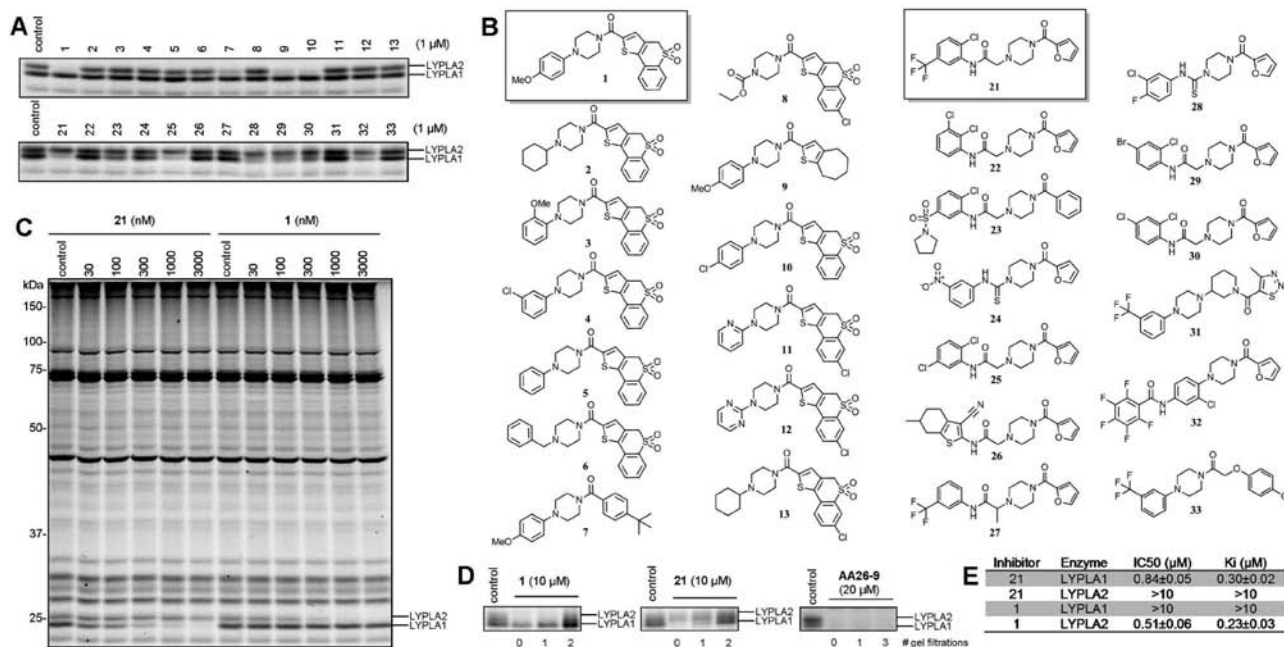 A
control 1 2 3 4 5 6 7 8 9 10 11 12 13 (1 µM)
LYPLA2
LYPLA1
control 21 22 23 24 25 26 27 28 29 30 31 32 33 (1 µM)
LYPLA2
LYPLA1
C
21 (nM) 1 (nM)
control 30 100 300 1000 3000 control 30 100 300 1000 3000
kDa
150-
100-
75-
50-
37-
25-
LYPLA2
LYPLA1
B
1
2
3
4
5
6
7
8
9
10
11
12
13
21
22
23
24
25
26
27
28
29
30
31
32
33
D
control 1 (10 µM) control 21 (10 µM) control AA26-9
(20 µM)
LYPLA2 LYPLA2 LYPLA2
LYPLA1 LYPLA1 LYPLA1
0 1 2 0 1 2 0 1 3 # gel filtrations
E
Inhibitor Enzyme IC50 (µM) Ki (µM)
21 LYPLA1 0.84±0.05 0.30±0.02
21 LYPLA2 >10 >10
1 LYPLA1 >10 >10
1 LYPLA2 0.51±0.06 0.23±0.03